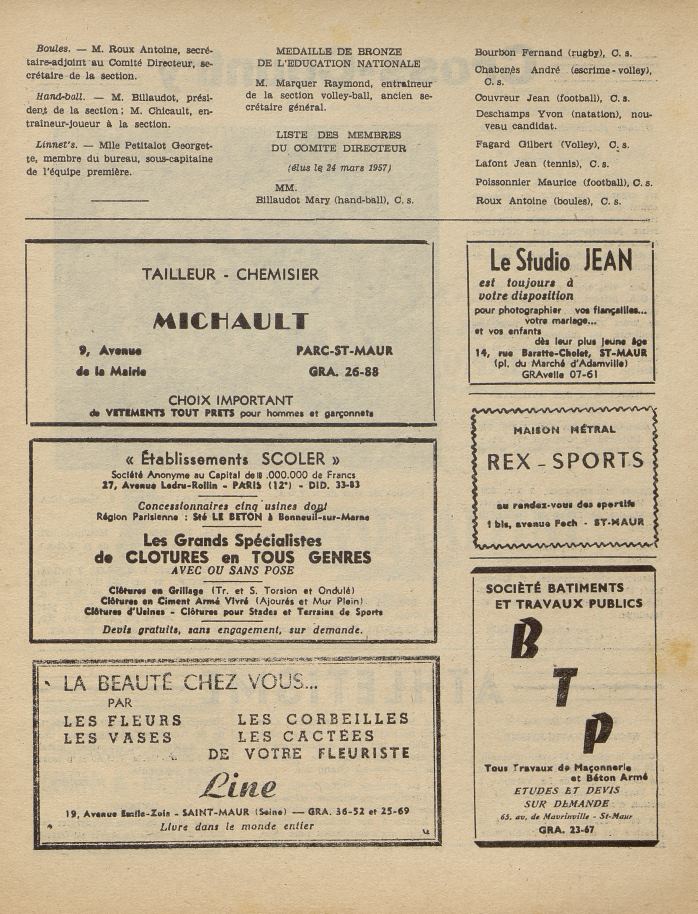 Boules. — M. Roux Antoine, secré-
taire-adjoint au Comité Directeur, se-
crétaire de la section.
Hand-ball. — M. Billaudot, prési-
dent de la section ; M. Chicault, en-
traîneur-joueur à la section.
Linnet's. — Mlle Petitalot Georget-
te, membre du bureau, sous-capitaine
de l'équipe première.
MEDAILLE DE BRONZE
DE L'EDUCATION NATIONALE
M. Marquer Raymond, entraîneur
de la section volley-ball, ancien se-
crétaire général.
LISTE DES MEMBRES
DU COMITE DIRECTEUR
(élus le 24 mars 1957)
MM.
Billaudot Mary (hand-ball), C. s.
Bourbon Fernand (rugby), C. s.
Chabenès André (escrime-volley),
C. s.
Couvreur Jean (football), C. s.
Deschamps Yvon (natation), nou-
veau candidat.
Fagard Gilbert (Volley), C. s.
Lafont Jean (tennis), C. s.
Poissonnier Maurice (football), C. s.
Roux Antoine (boules), C. s.
TAILLEUR - CHEMISIER
MICHAULT
9, Avenue PARC-ST-MAUR
de la Mairie GRA. 26-88
CHOIX IMPORTANT
de VETEMENTS TOUT PRETS pour hommes et garçonnets
« Établissements SCOLER »
Société Anonyme au Capital de .000.000 de Francs
27, Avenue Ledru-Rollin - PARIS (12e) - DID. 33-83
Concessionnaires cinq usines dont
Région Parisienne : Sté LE BETON à Bonneuil-sur-Marne
Les Grands Spécialistes
de CLOTURES en TOUS GENRES
AVEC OU SANS POSE
Clôtures en Grillage (Tr. et S. Torsion et Ondulé)
Clôtures en Ciment Armé Vivré (Ajourés et Mur Plein)
Clôtures d'Usines - Clôtures pour Stades et Terrains de Sports
Devis gratuits, sans engagement, sur demande.
LA BEAUTÉ CHEZ VOUS...
PAR
LES FLEURS LES CORBEILLES
LES VASES LES CACTÉES
DE VOTRE FLEURISTE
Line
19, Avenue Emile-Zola - SAINT-MAUR (Seine) — GRA. 36-52 et 25-69
Livre dans le monde entier
Le Studio JEAN
est toujours à
votre disposition
pour photographier vos fiançailles...
votre mariage...
et vos enfants
dès leur plus jeune âge
14, rue Baratte-Cholet, ST-MAUR
(pl. du Marché d'Adamville)
GRAvelle 07-61
MAISON MÉTRAL
REX - SPORTS
au rendez-vous des sportifs
1 bis, avenue Foch - ST-MAUR
SOCIÈTÉ BATIMENTS
ET TRAVAUX PUBLICS
B
T
P
Tous Travaux de Maçonnerie
et Béton Armé
ETUDES ET DEVIS
SUR DEMANDE
65, av. de Mavrinville - St-Maur
GRA. 23-67